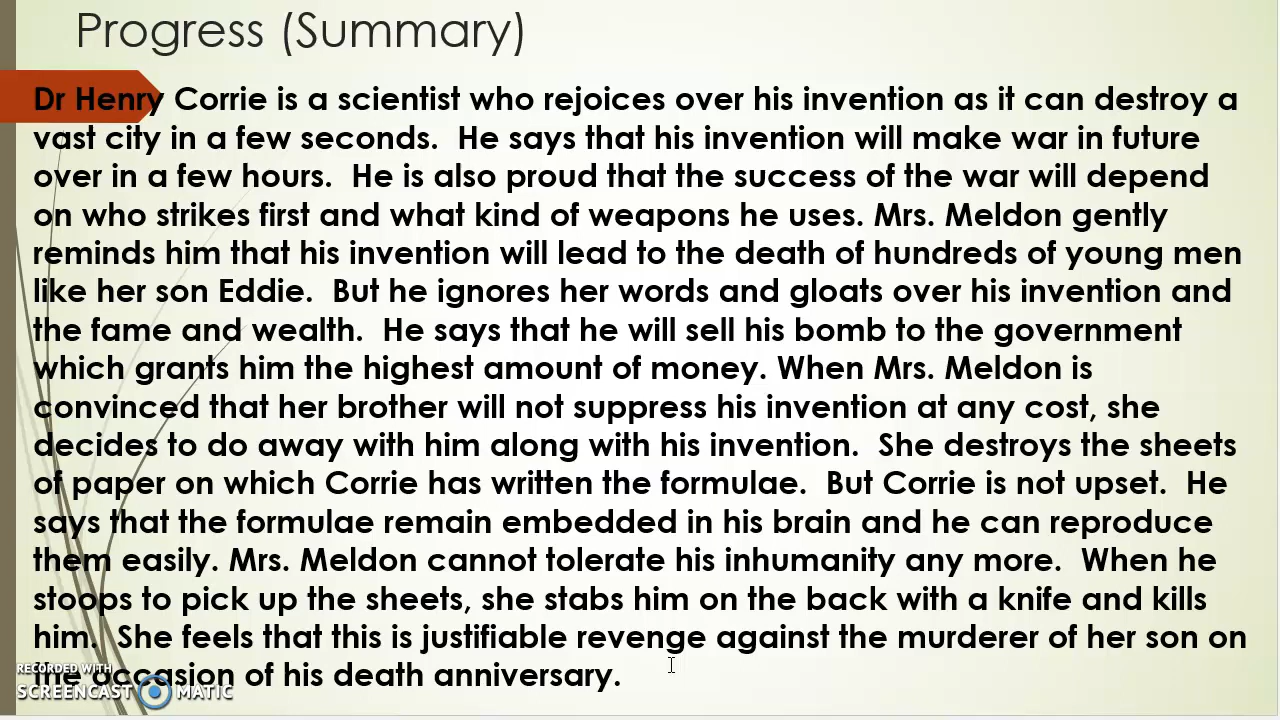 Progress (Summary)
Dr Henry Corrie is a scientist who rejoices over his invention as it can destroy a
vast city in a few seconds.  He says that his invention will make war in future
over in a few hours.  He is also proud that the success of the war will depend
on who strikes first and what kind of weapons he uses. Mrs. Meldon gently
reminds him that his invention will lead to the death of hundreds of young men
like her son Eddie.  But he ignores her words and gloats over his invention and
the fame and wealth.  He says that he will sell his bomb to the government
which grants him the highest amount of money. When Mrs. Meldon is
convinced that her brother will not suppress his invention at any cost, she
decides to do away with him along with his invention.  She destroys the sheets
of paper on which Corrie has written the formulae.  But Corrie is not upset.  He
says that the formulae remain embedded in his brain and he can reproduce
them easily. Mrs. Meldon cannot tolerate his inhumanity any more.  When he
stoops to pick up the sheets, she stabs him on the back with a knife and kills
him.  She feels that this is justifiable revenge against the murderer of her son on
the occasion of his death anniversary.
RECORDED WITH
SCREENCAST MATIC